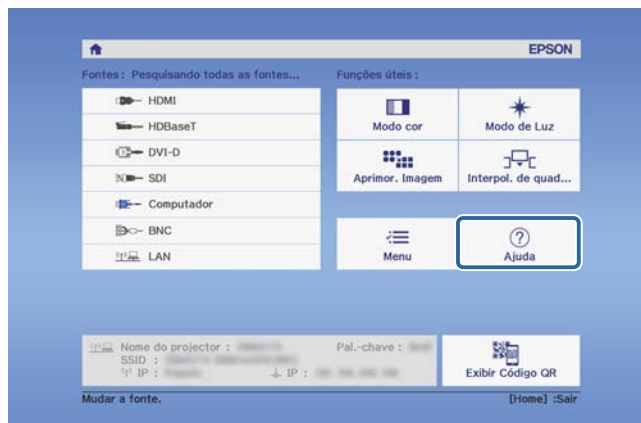 EPSON
Fontes: Pesquisando todas as fontes...
HDMI
HDBaseT
DVI-D
SDI
Computador
BNC
LAN
Funções úteis:
Modo cor
Modo de Luz
Aprimor. Imagem
Interpol. de quad...
Menu
Ajuda
Nome do projector :
Pal.-chave :
SSID :
IP :
IP :
Exibir Código QR
Mudar a fonte.
[Home] :Sair